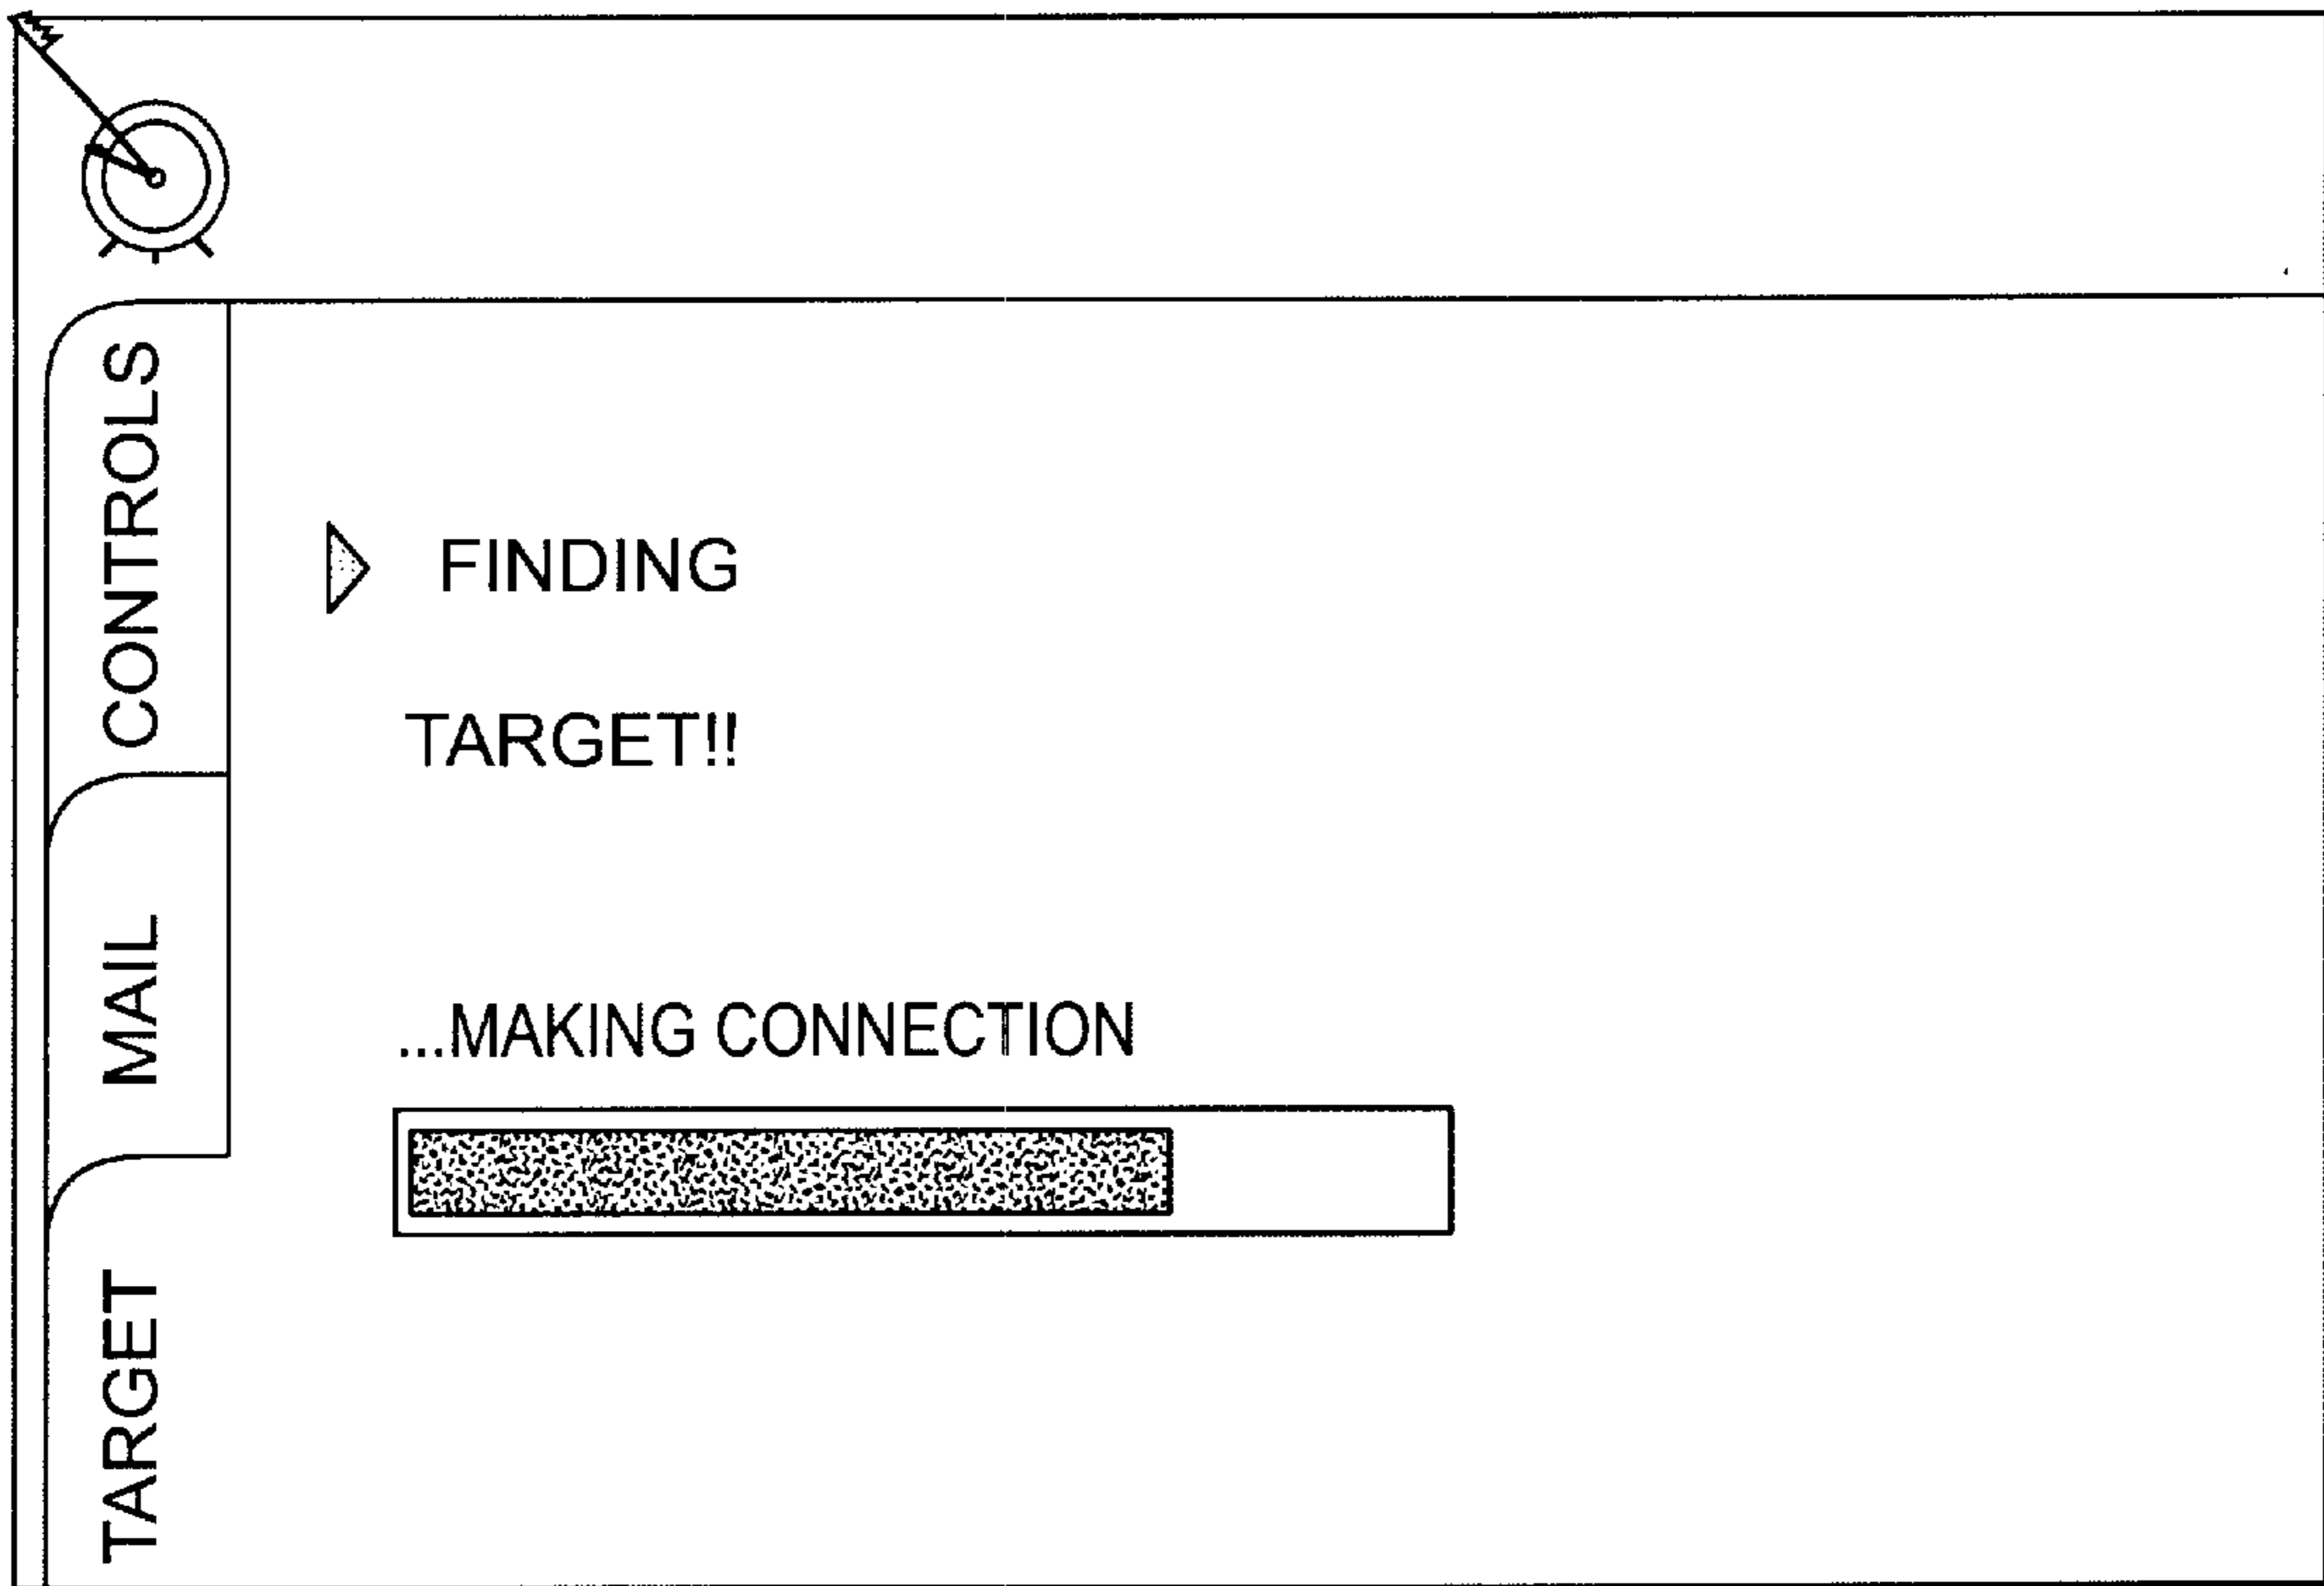 CONTROLS
MAIL
TARGET
FINDING
TARGET!!
...MAKING CONNECTION